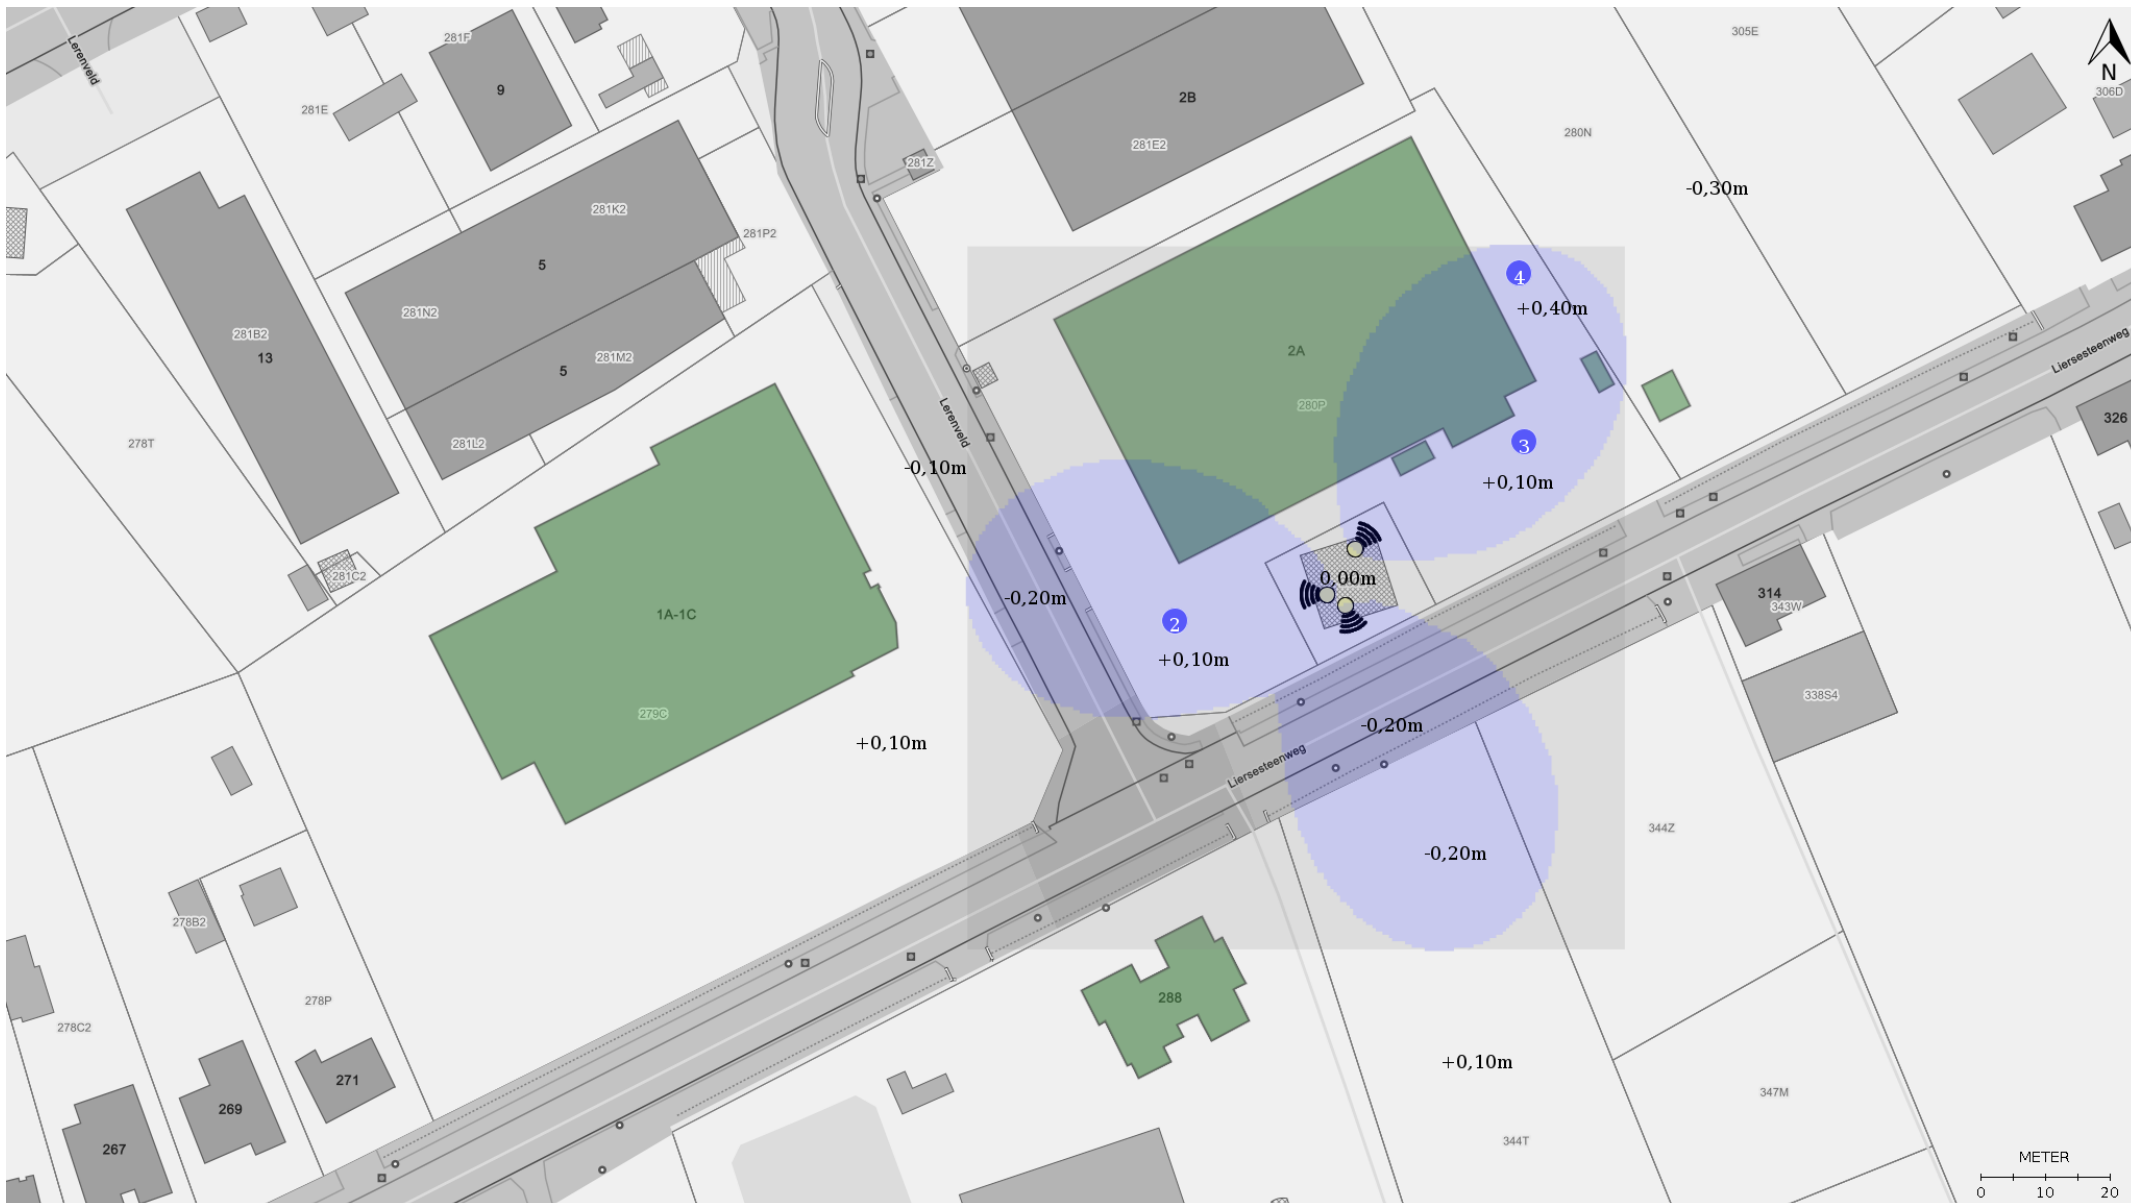 Lerenveld
281F
9
281E
305E
N
306D
2B
281E2
280N
281Z
-0,30m
281K2
281P2
5
4
+0,40m
281N2
281B2
13
281M2
5
2A
280P
Liersesteenweg
326
278T
281L2
Lerenveld
-0,10m
3
+0,10m
281C2
0,00m
-0,20m
1A-1C
2
+0,10m
314
343W
279C
338S4
-0,20m
+0,10m
Liersesteenweg
344Z
-0,20m
278B2
278P
288
278C2
+0,10m
271
269
347M
267
344T
METER
0 10 20